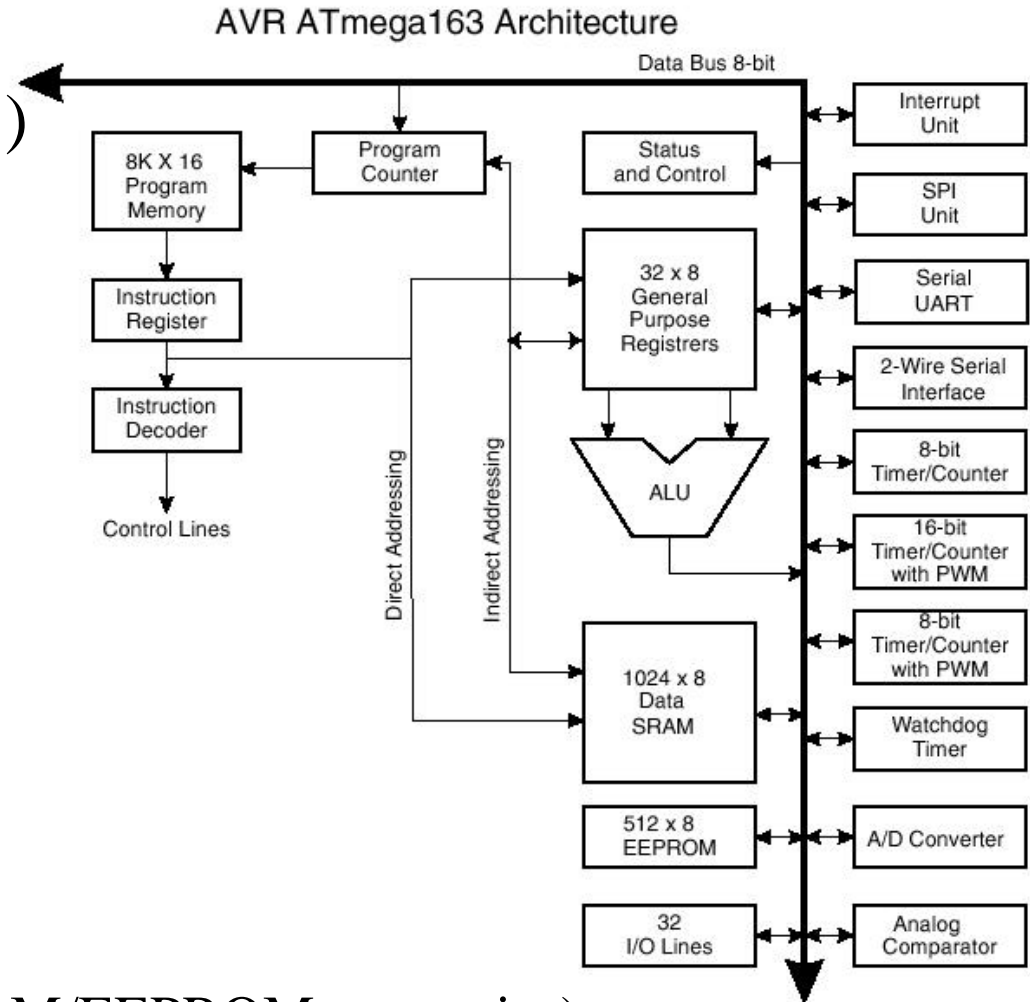 AVR ATmega163 Architecture
Data Bus 8-bit
)
8K X 16
Program
Memory
Program
Counter
Status
and Control
Interrupt
Unit
SPI
Unit
Instruction
Register
32 x 8
General
Purpose
Registrers
Serial
UART
2-Wire Serial
Interface
Instruction
Decoder
Control Lines
Direct Addressing
Indirect Addressing
ALU
8-bit
Timer/Counter
16-bit
Timer/Counter
with PWM
8-bit
Timer/Counter
with PWM
1024 x 8
Data
SRAM
Watchdog
Timer
512 x 8
EEPROM
A/D Converter
32
I/O Lines
Analog
Comparator
M/EEPROM